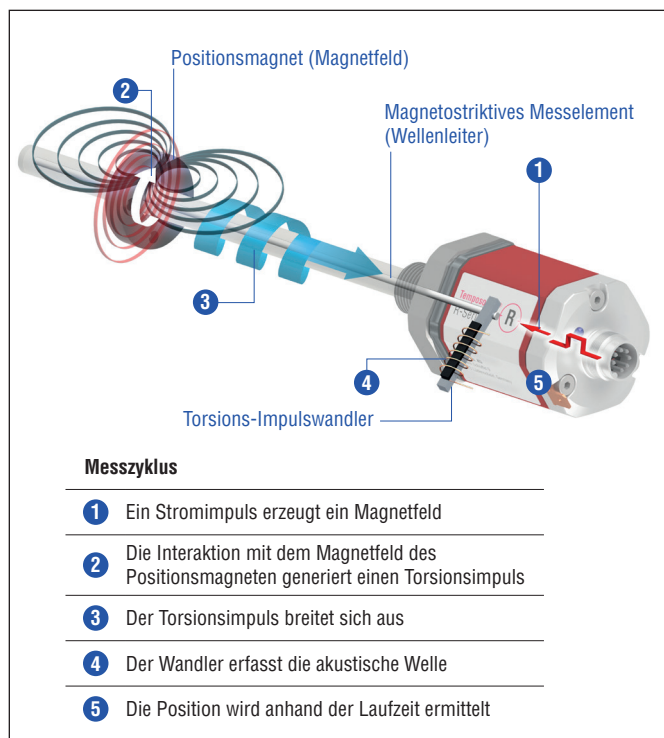 Positionsmagnet (Magnetfeld)
2
Magnetostriktives Messelement
(Wellenleiter)
1
3
R
4
5
Torsions-Impulswandler
Messzyklus
1 Ein Stromimpuls erzeugt ein Magnetfeld
2 Die Interaktion mit dem Magnetfeld des
Positionsmagneten generiert einen Torsionsimpuls
3 Der Torsionsimpuls breitet sich aus
4 Der Wandler erfasst die akustische Welle
5 Die Position wird anhand der Laufzeit ermittelt